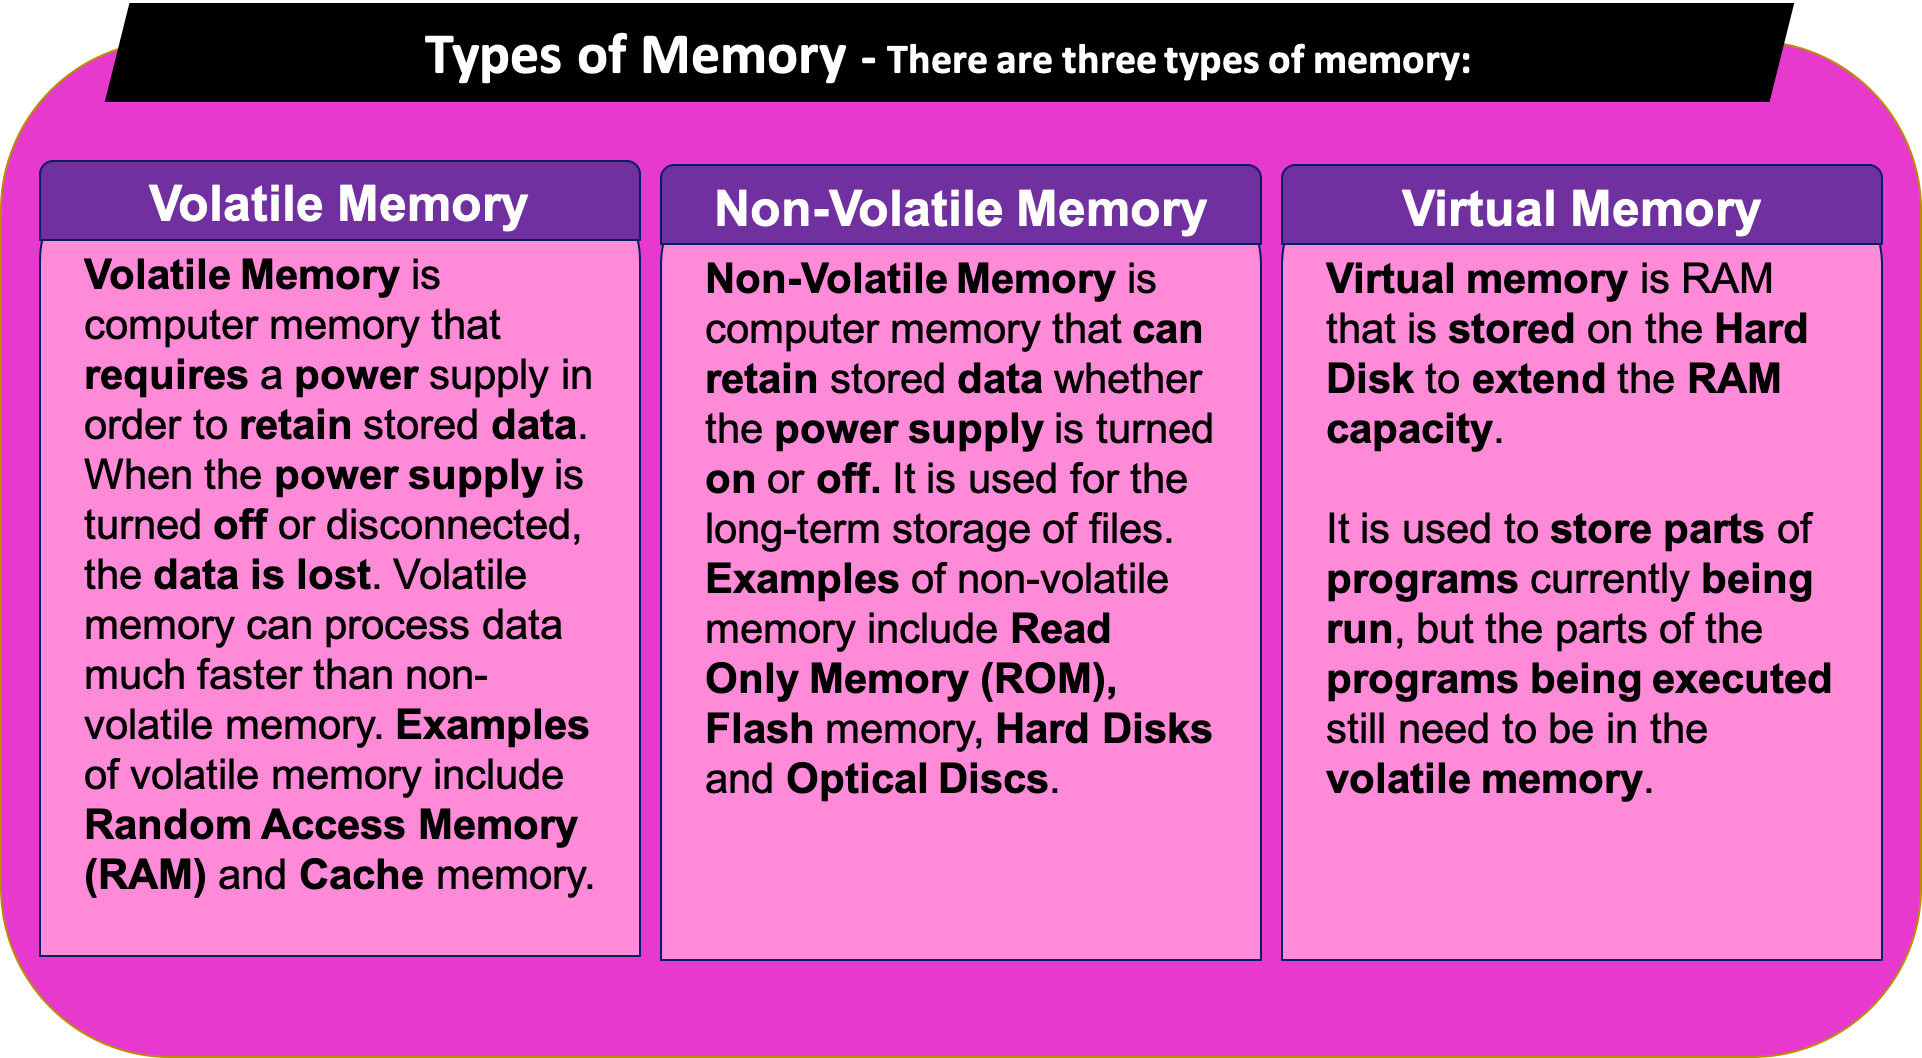 Types of Memory - There are three types of memory:
Volatile Memory
Volatile Memory is
computer memory that
requires a power supply in
order to retain stored data.
When the power supply is
turned off or disconnected,
the data is lost. Volatile
memory can process data
much faster than non-
volatile memory. Examples
of volatile memory include
Random Access Memory
(RAM) and Cache memory.
Non-Volatile Memory
Non-Volatile Memory is
computer memory that can
retain stored data whether
the power supply is turned
on or off. It is used for the
long-term storage of files.
Examples of non-volatile
memory include Read
Only Memory (ROM),
Flash memory, Hard Disks
and Optical Discs.
Virtual Memory
Virtual memory is RAM
that is stored on the Hard
Disk to extend the RAM
capacity.
It is used to store parts of
programs currently being
run, but the parts of the
programs being executed
still need to be in the
volatile memory.